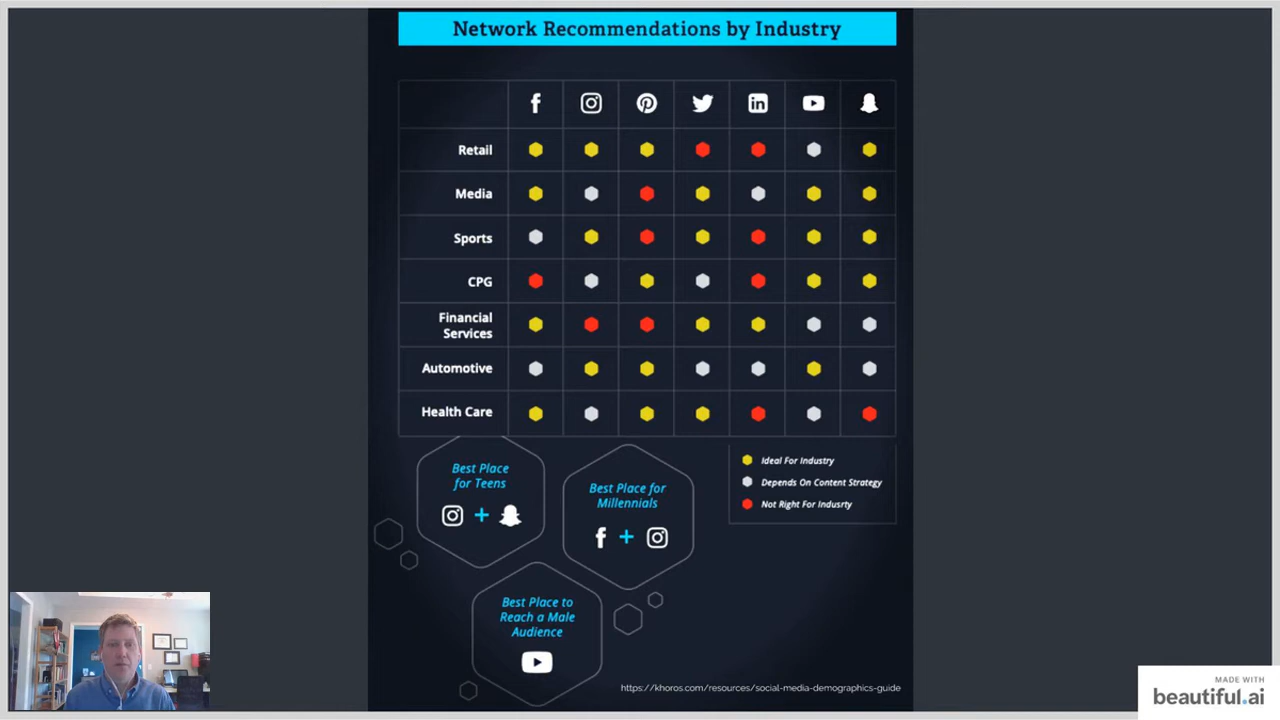 Network Recommendations by Industry
Retail
Media
Sports
CPG
Financial
Services
Automotive
Health Care
Best Place
for Teens
Best Place for
Millennials
Best Place to
Reach a Male
Audience
Ideal For Industry
Depends On Content Strategy
Not Right For Indusrty
https://khoros.com/resources/social-media-demographics-guide
MADE WITH
beautiful.ai